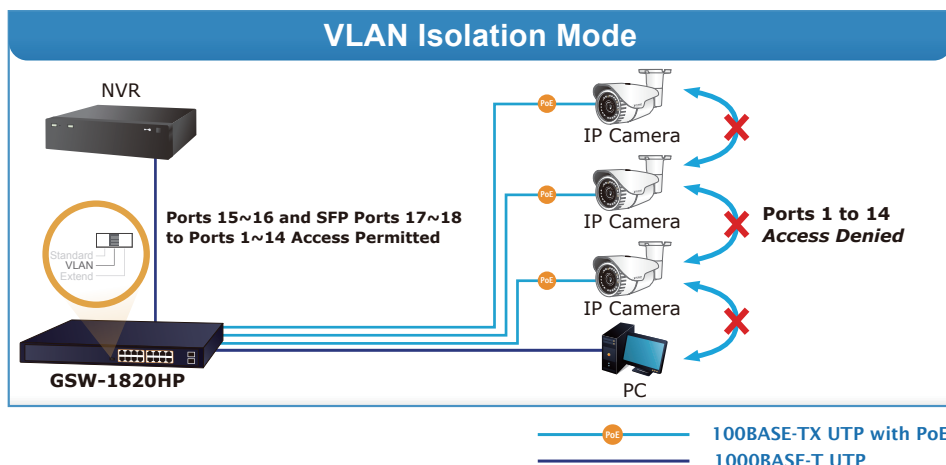 VLAN Isolation Mode
NVR
PoE
IP Camera
Ports 15~16 and SFP Ports 17~18
to Ports 1~14 Access Permitted
PoE
IP Camera
Ports 1 to 14
Access Denied
Standard
VLAN
Extend
PoE
IP Camera
GSW-1820HP
PC
PoE
100BASE-TX UTP with PoE
1000BASE-T UTP